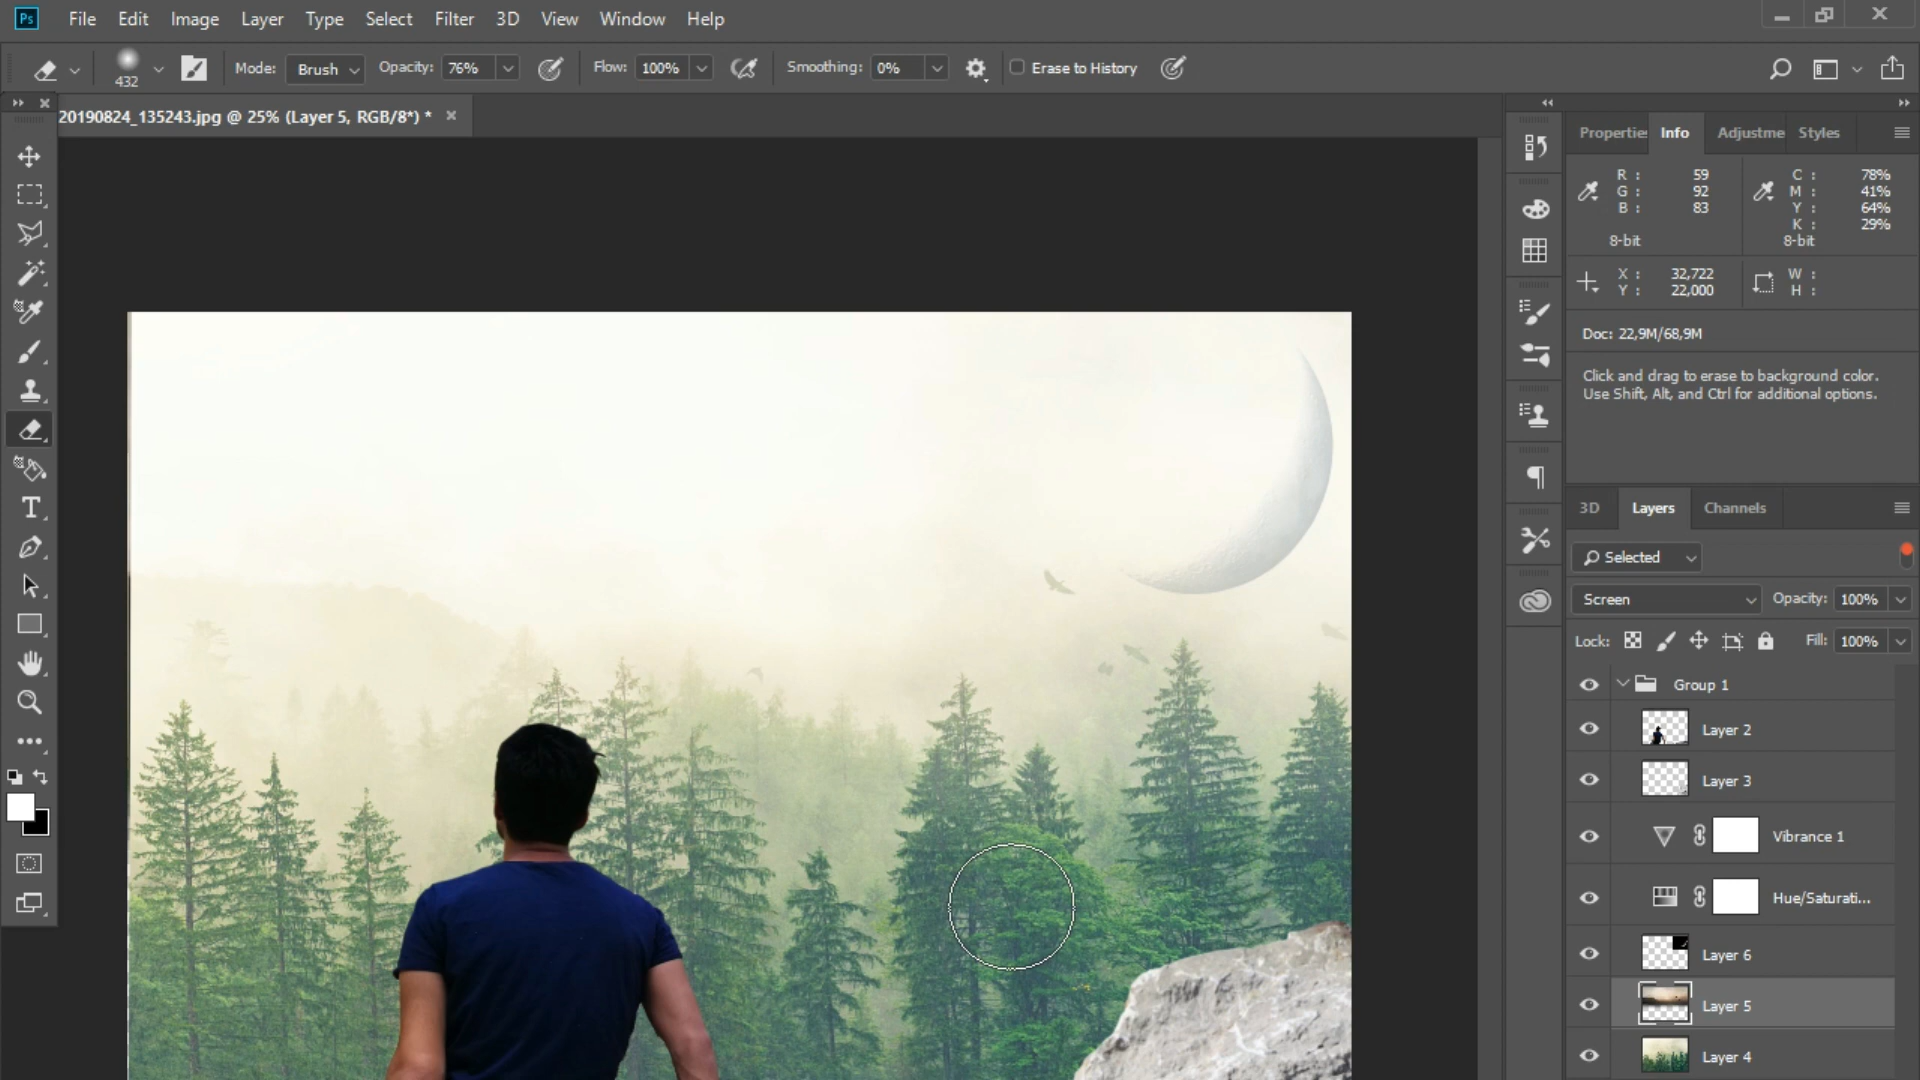 Ps File Edit Image Layer Type Select Filter 3D View Window Help
432 Mode: Brush Opacity: 76% Flow: 100% Smoothing: 0% Erase to History
20190824_135243.jpg @ 25% (Layer 5, RGB/8*) *
Properties Info Adjustme Styles
R : 59 C : 78%
G : 92 M : 41%
B : 83 Y : 64%
K : 29%
8-bit 8-bit
X : 32,722 W :
Y : 22,000 H :
Doc: 22,9M/68,9M
Click and drag to erase to background color.
Use Shift, Alt, and Ctrl for additional options.
3D Layers Channels
Selected
Screen Opacity: 100%
Lock: Fill: 100%
Group 1
Layer 2
Layer 3
Vibrance 1
Hue/Saturati...
Layer 6
Layer 5
Layer 4